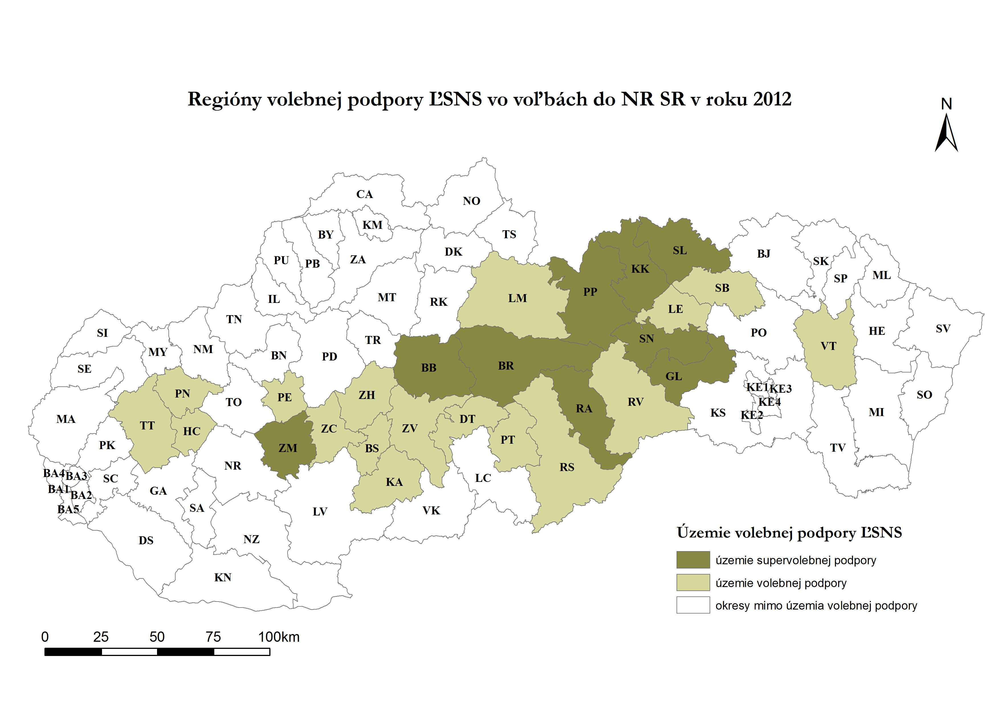 Regióny volebnej podpory ĽSNS vo voľbách do NR SR v roku 2012
N
CA
NO
KM
BY
TS
DK
SL
BJ
PU
PB
ZA
KK
SK
SP
ML
IL
MT
RK
LM
PP
SB
LE
TN
SI
TR
SN
PO
HE
SV
MY
NM
BN
PD
VT
SE
BB
BR
GL
PN
TO
PE
ZH
RA
RV
KE1
KE3
KE4
KE2
KS
SO
MI
MA
TT
HC
ZC
ZV
DT
PT
PK
ZM
BS
TV
NR
RS
BA4
BA3
SC
LC
KA
BA1
BA2
GA
BA5
SA
LV
VK
DS
NZ
KN
Územie volebnej podpory ĽSNS
územie supervolebnej podpory
územie volebnej podpory
okresy mimo územia volebnej podpory
0 25 50 75 100km